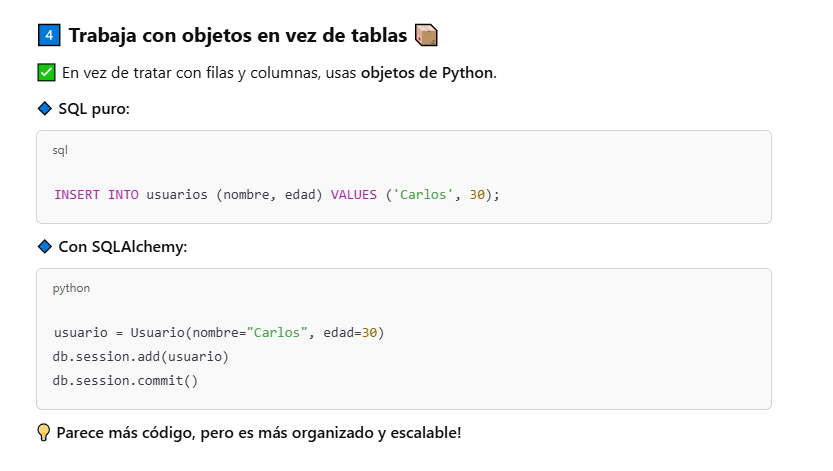 4 Trabaja con objetos en vez de tablas 📦
✅ En vez de tratar con filas y columnas, usas objetos de Python.
🔹 SQL puro:
sql
INSERT INTO usuarios (nombre, edad) VALUES ('Carlos', 30);
🔹 Con SQLAlchemy:
python
usuario = Usuario(nombre="Carlos", edad=30)
db.session.add(usuario)
db.session.commit()
💡 Parece más código, pero es más organizado y escalable!